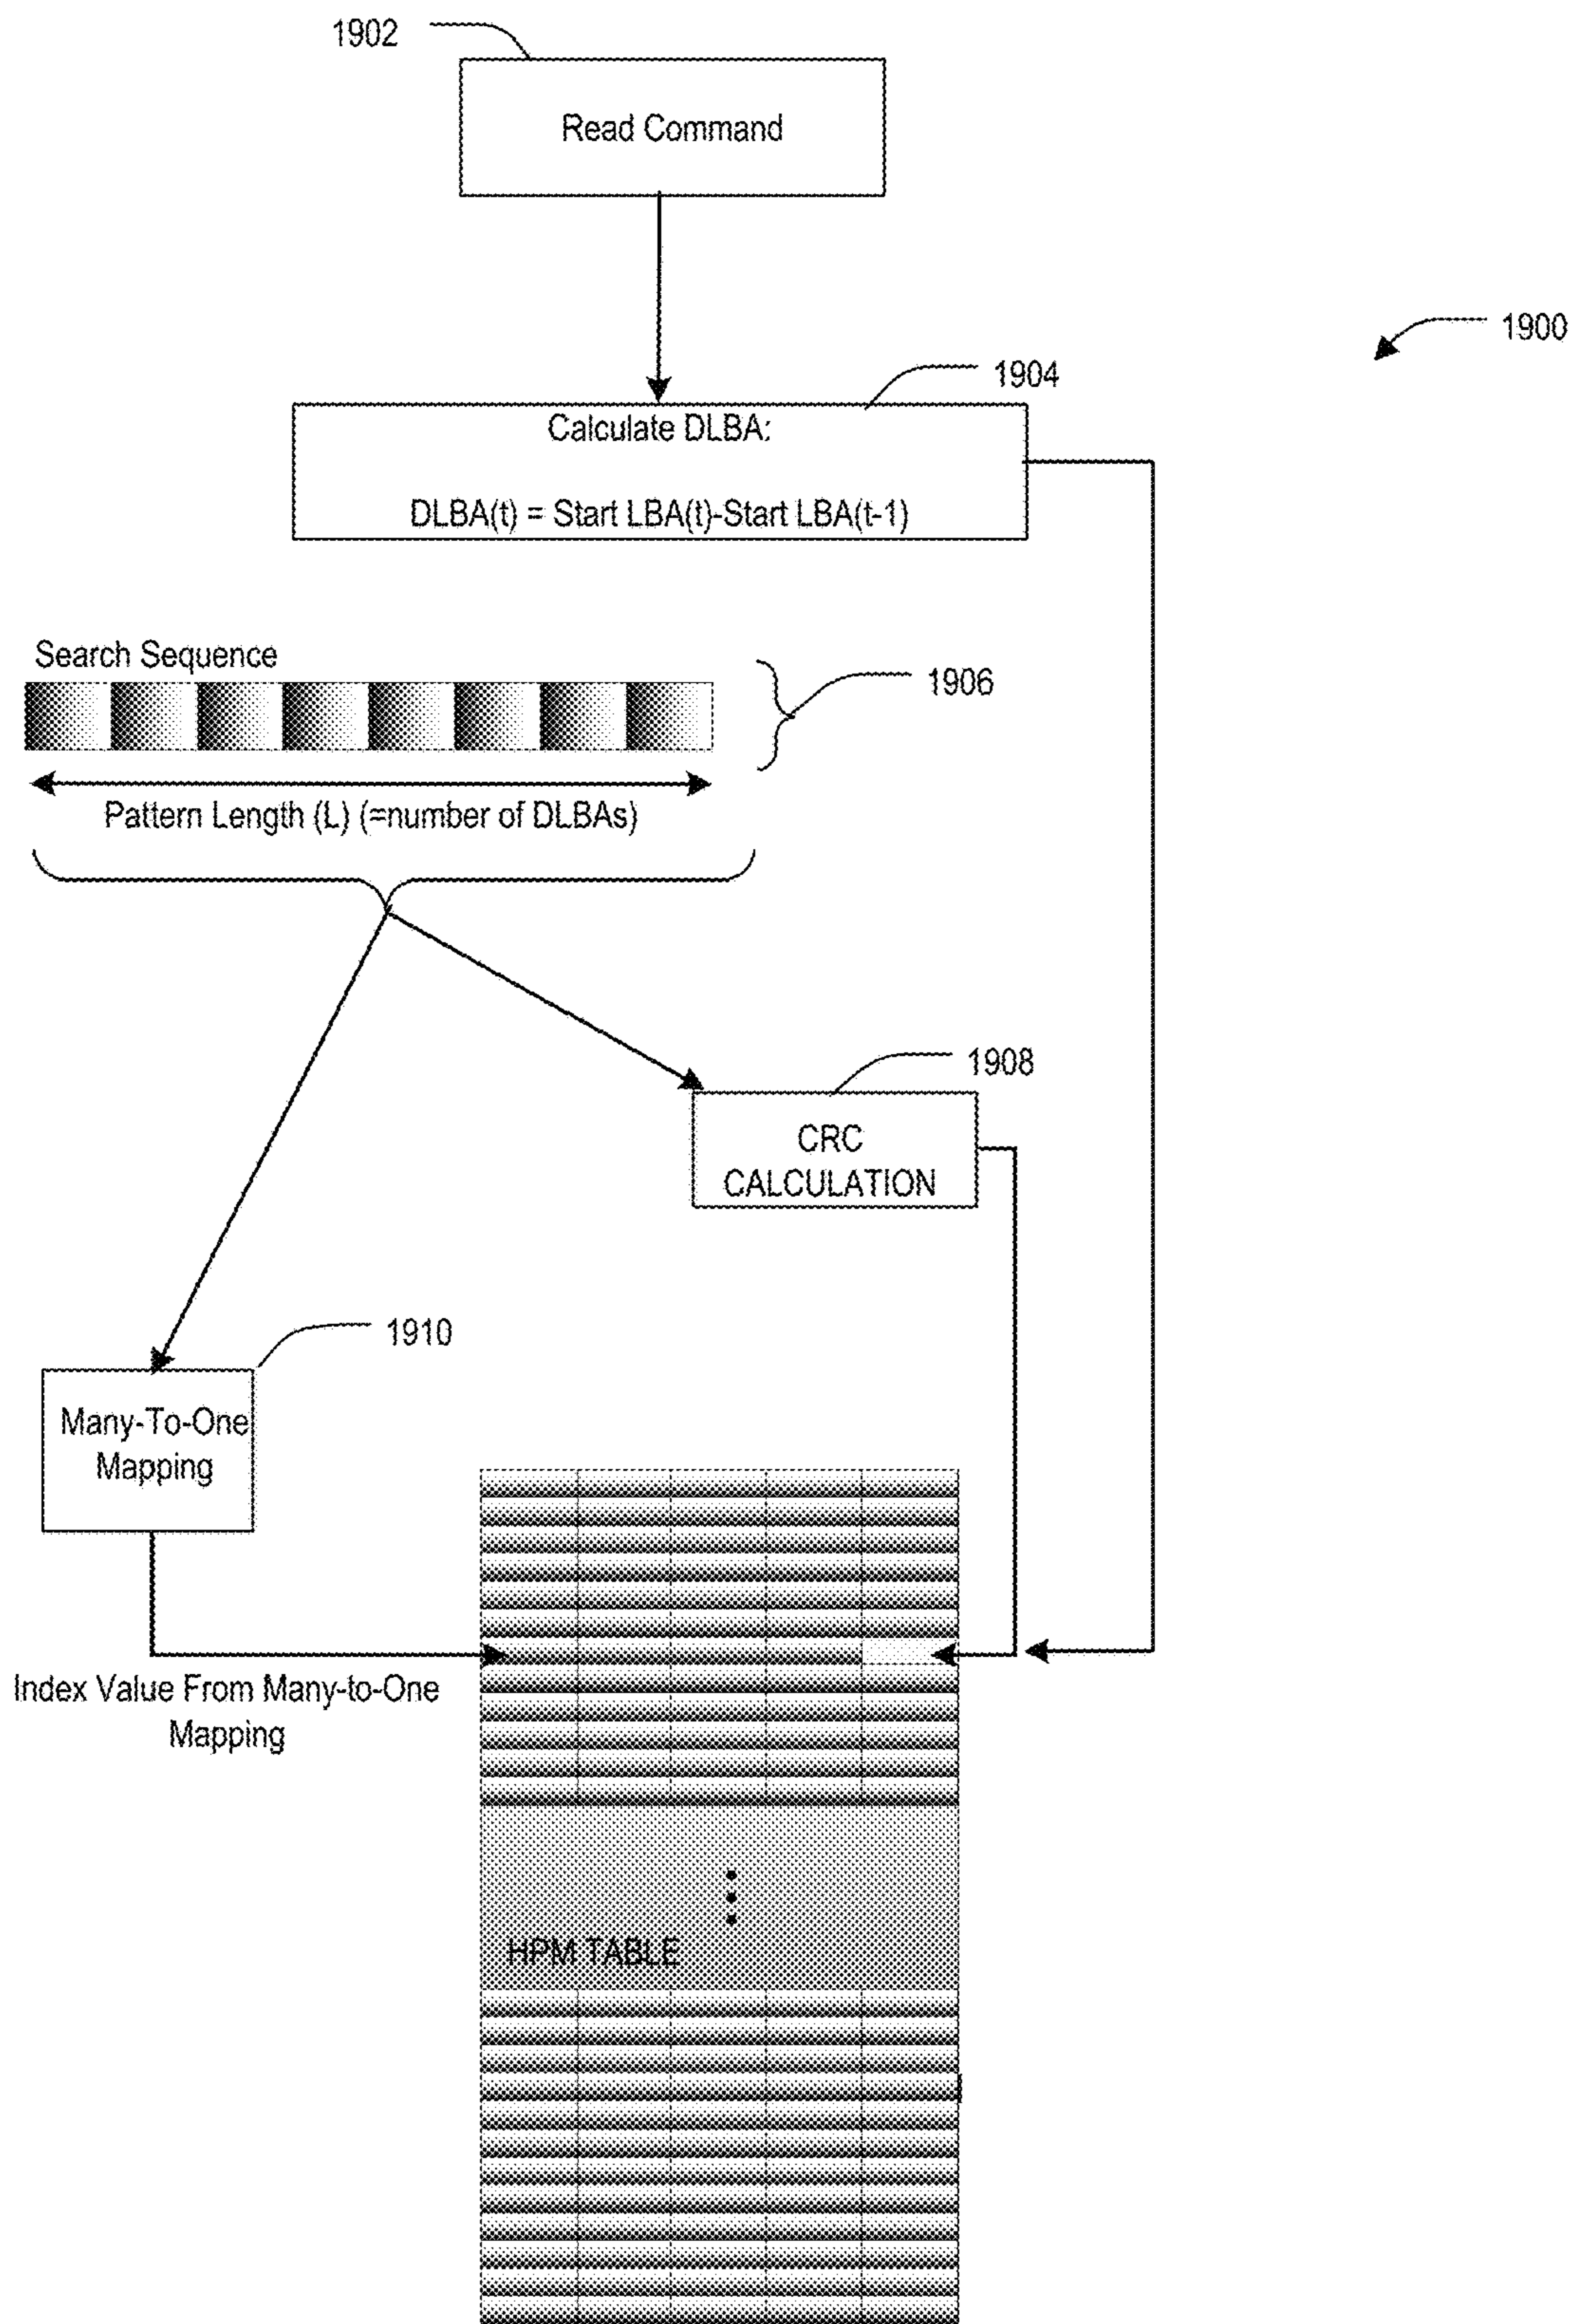 1902
Read Command
1900
1904
Calculate DLBA:
DLBA(t) = Start LBA(t)-Start LBA(t-1)
Search Sequence
1906
Pattern Length (L) (=number of DLBAs)
1908
CRC
CALCULATION
1910
Many-To-One
Mapping
Index Value From Many-to-One
Mapping
HPM TABLE